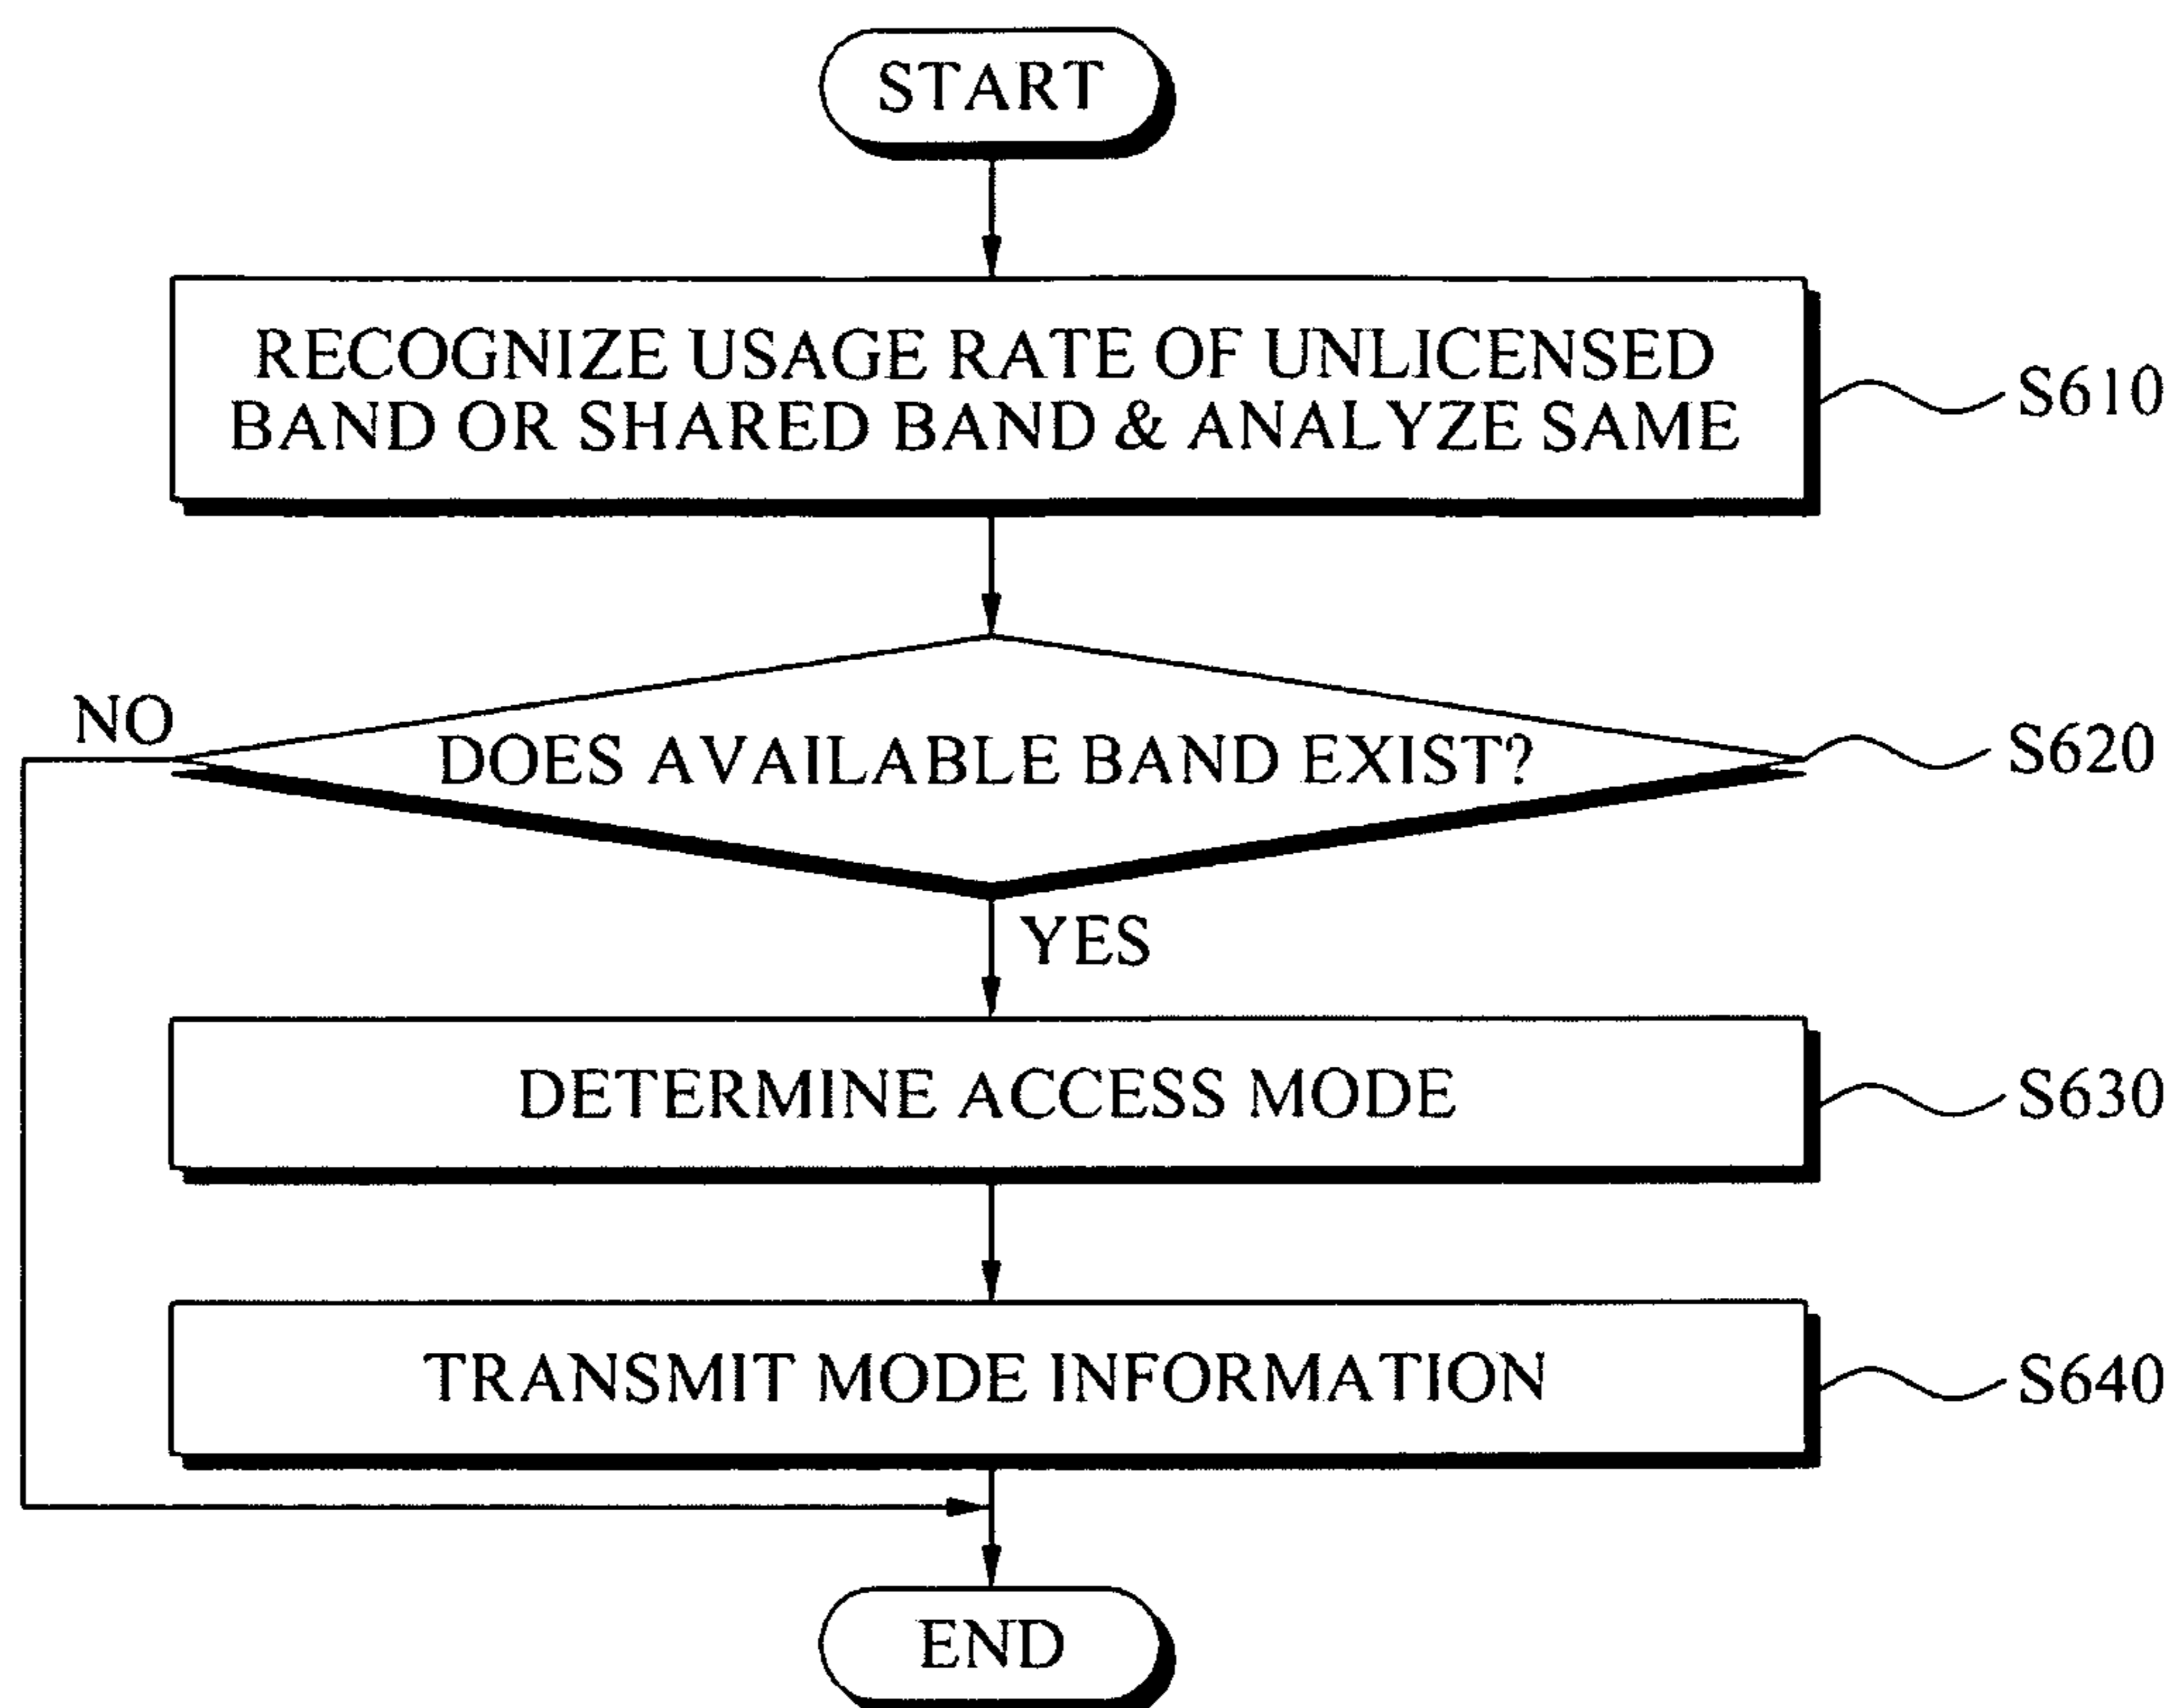 START
RECOGNIZE USAGE RATE OF UNLICENSED
BAND OR SHARED BAND & ANALYZE SAME
S610
NO
DOES AVAILABLE BAND EXIST?
S620
YES
DETERMINE ACCESS MODE
S630
TRANSMIT MODE INFORMATION
S640
END